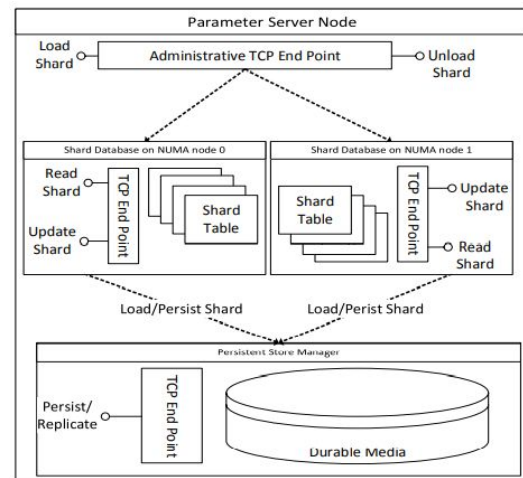 Parameter Server Node
Load
Shard
Administrative TCP End Point
Unload
Shard
Shard Database on NUMA node 0
Read
Shard
Update
Shard
TCP End Point
Shard
Table
Shard Database on NUMA node 1
Shard
Table
TCP End Point
Update
Shard
Read
Shard
Load/Persist Shard
Load/Perist Shard
Persistent Store Manager
Persist/
Replicate
TCP End Point
Durable Media